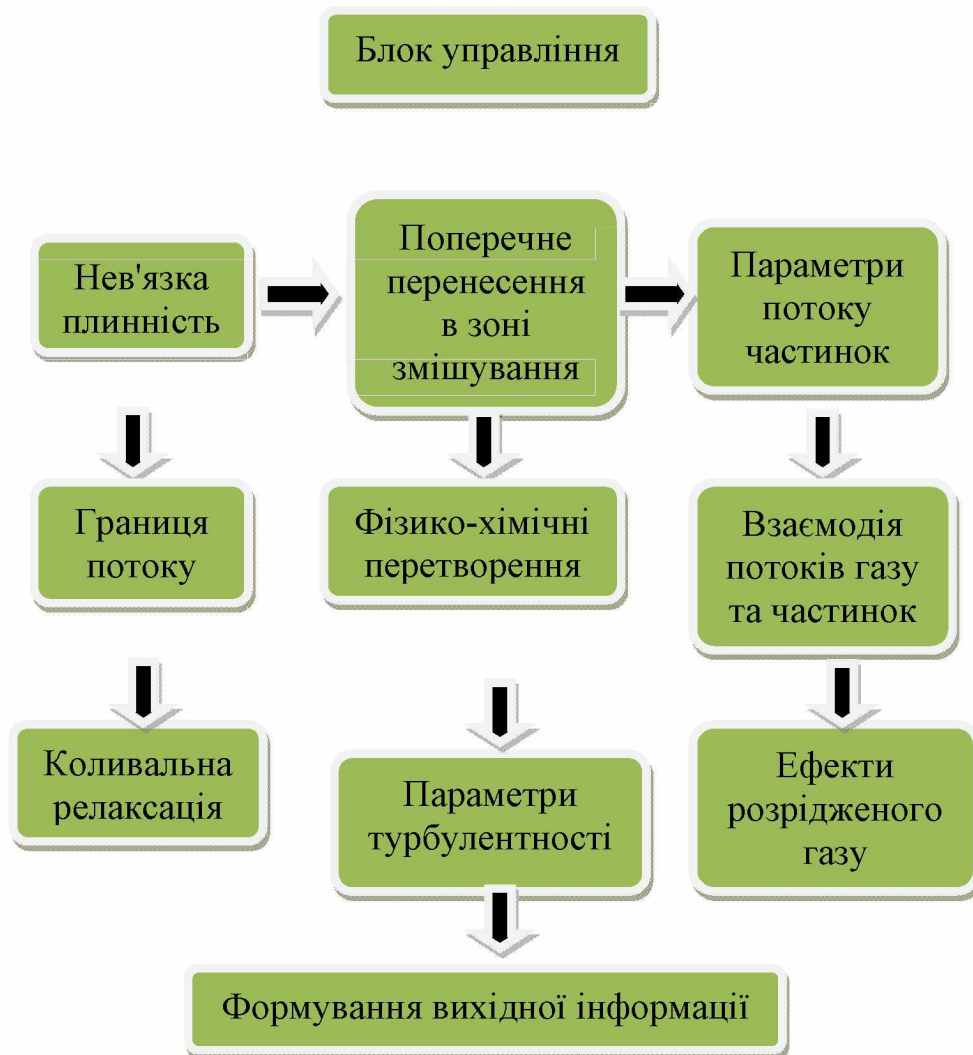 Блок управління
Нев'язка
плинність
Поперечне
перенесення
в зоні
змішування
Параметри
потоку
частинок
Границя
потоку
Фізико-хімічні
перетворення
Взаємодія
потоків газу
та частинок
Коливальна
релаксація
Параметри
турбулентності
Ефекти
розрідженого
газу
Формування вихідної інформації